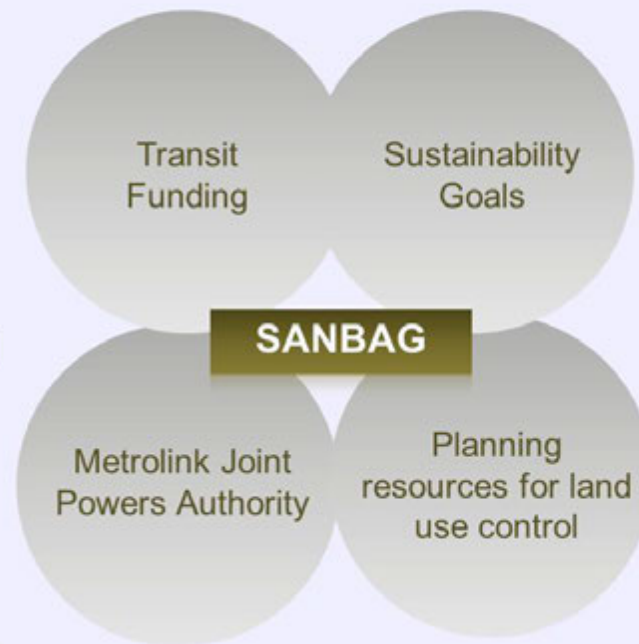 Transit
Funding
Sustainability
Goals
SANBAG
Metrolink Joint
Powers Authority
Planning
resources for land
use control